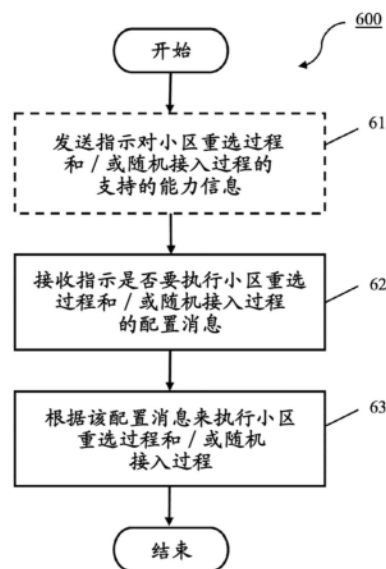 600
开始
61
发送指示对小区重选过程
和 / 或随机接入过程的
支持的能力信息
接收指示是否要执行小区重选
过程和 / 或随机接入过程
的配置消息
62
根据该配置消息来执行小区
重选过程和 / 或随机
接入过程
63
结束